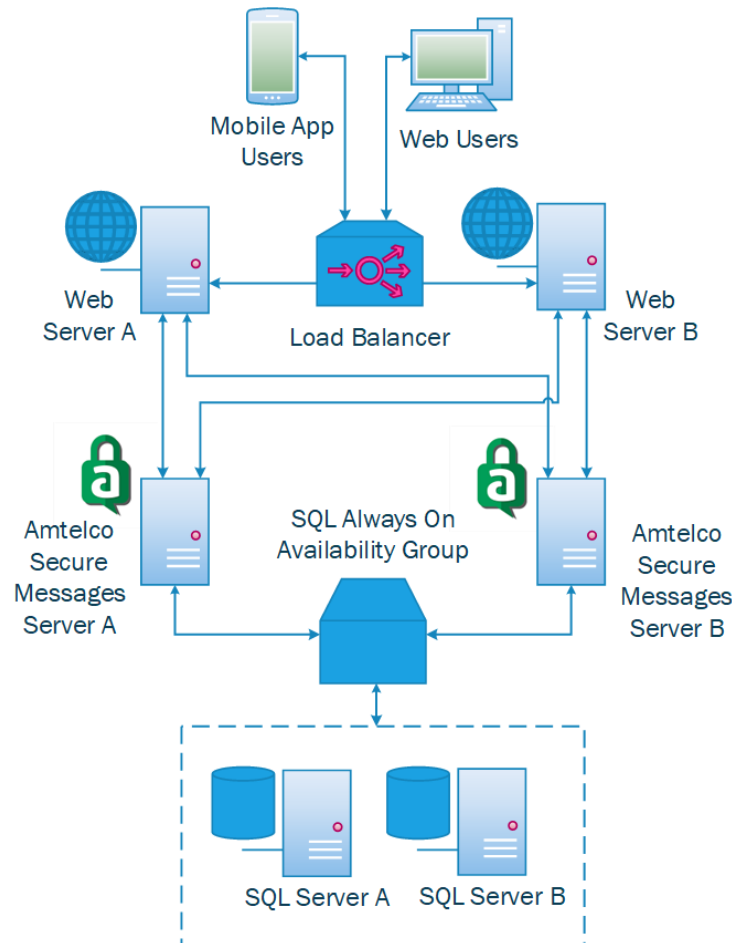 Mobile App
Users
Web Users
Web
Server A
Load Balancer
Web
Server B
a
a
Amtelco
Secure
Messages
Server A
SQL Always On
Availability Group
Amtelco
Secure
Messages
Server B
SQL Server A
SQL Server B